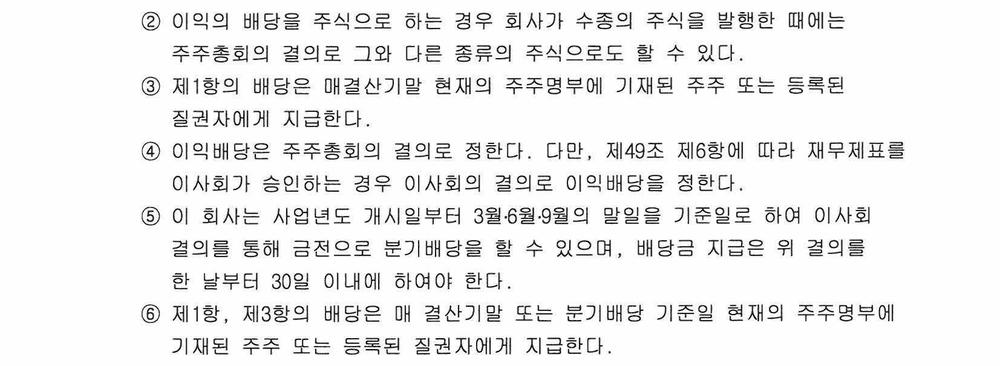 ② 이익의 배당을 주식으로 하는 경우 회사가 수종의 주식을 발행한 때에는
주주총회의 결의로 그와 다른 종류의 주식으로도 할 수 있다.
③ 제1항의 배당은 매결산기말 현재의 주주명부에 기재된 주주 또는 등록된
질권자에게 지급한다.
④ 이익배당은 주주총회의 결의로 정한다. 다만, 제49조 제6항에 따라 재무제표를
이사회가 승인하는 경우 이사회의 결의로 이익배당을 정한다.
⑤ 이 회사는 사업년도 개시일부터 3월·6월·9월의 말일을 기준일로 하여 이사회
결의를 통해 금전으로 분기배당을 할 수 있으며, 배당금 지급은 위 결의를
한 날부터 30일 이내에 하여야 한다.
⑥ 제1항, 제3항의 배당은 매 결산기말 또는 분기배당 기준일 현재의 주주명부에
기재된 주주 또는 등록된 질권자에게 지급한다.